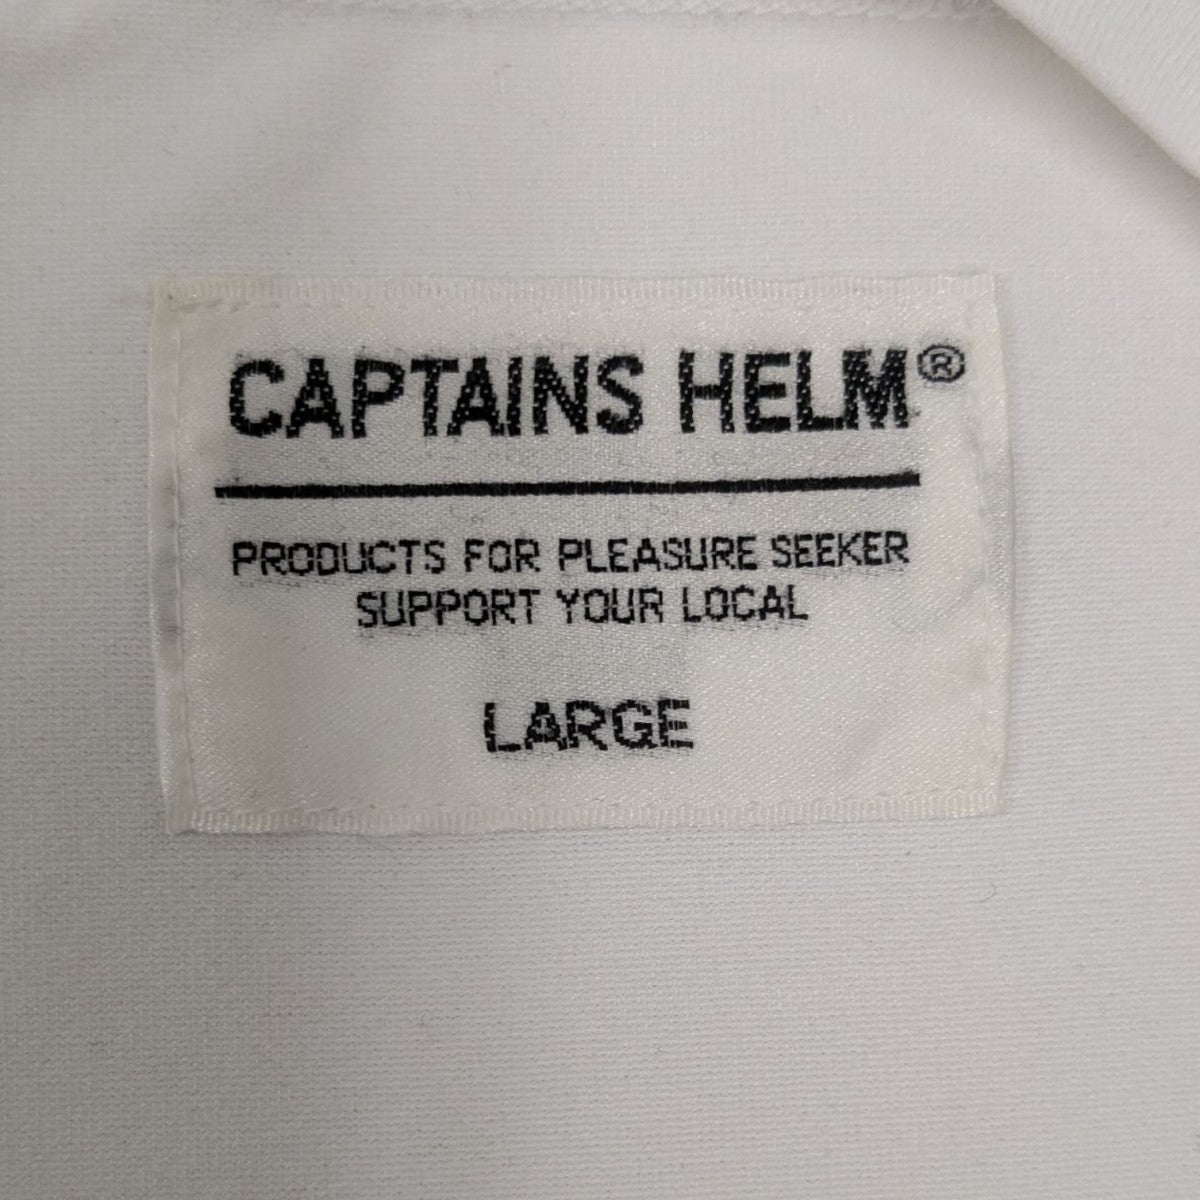 CAPTAINS HELM®
PRODUCTS FOR PLEASURE SEEKER
SUPPORT YOUR LOCAL
LARGE